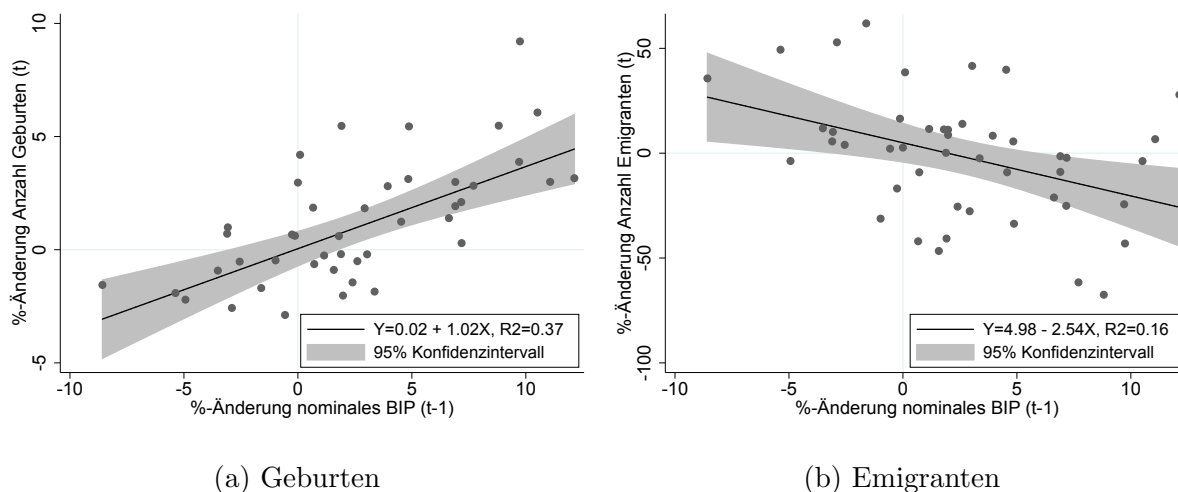 %-Änderung Anzahl Geburten (t)
10
5
0
-5
Y=0.02 + 1.02X, R2=0.37
95% Konfidenzintervall
-10
-5
0
5
10
%-Änderung nominales BIP (t-1)
(a) Geburten
%-Änderung Anzahl Emigranten (t)
50
0
-50
-100
Y=4.98 - 2.54X, R2=0.16
95% Konfidenzintervall
-10
-5
0
5
10
%-Änderung nominales BIP (t-1)
(b) Emigranten